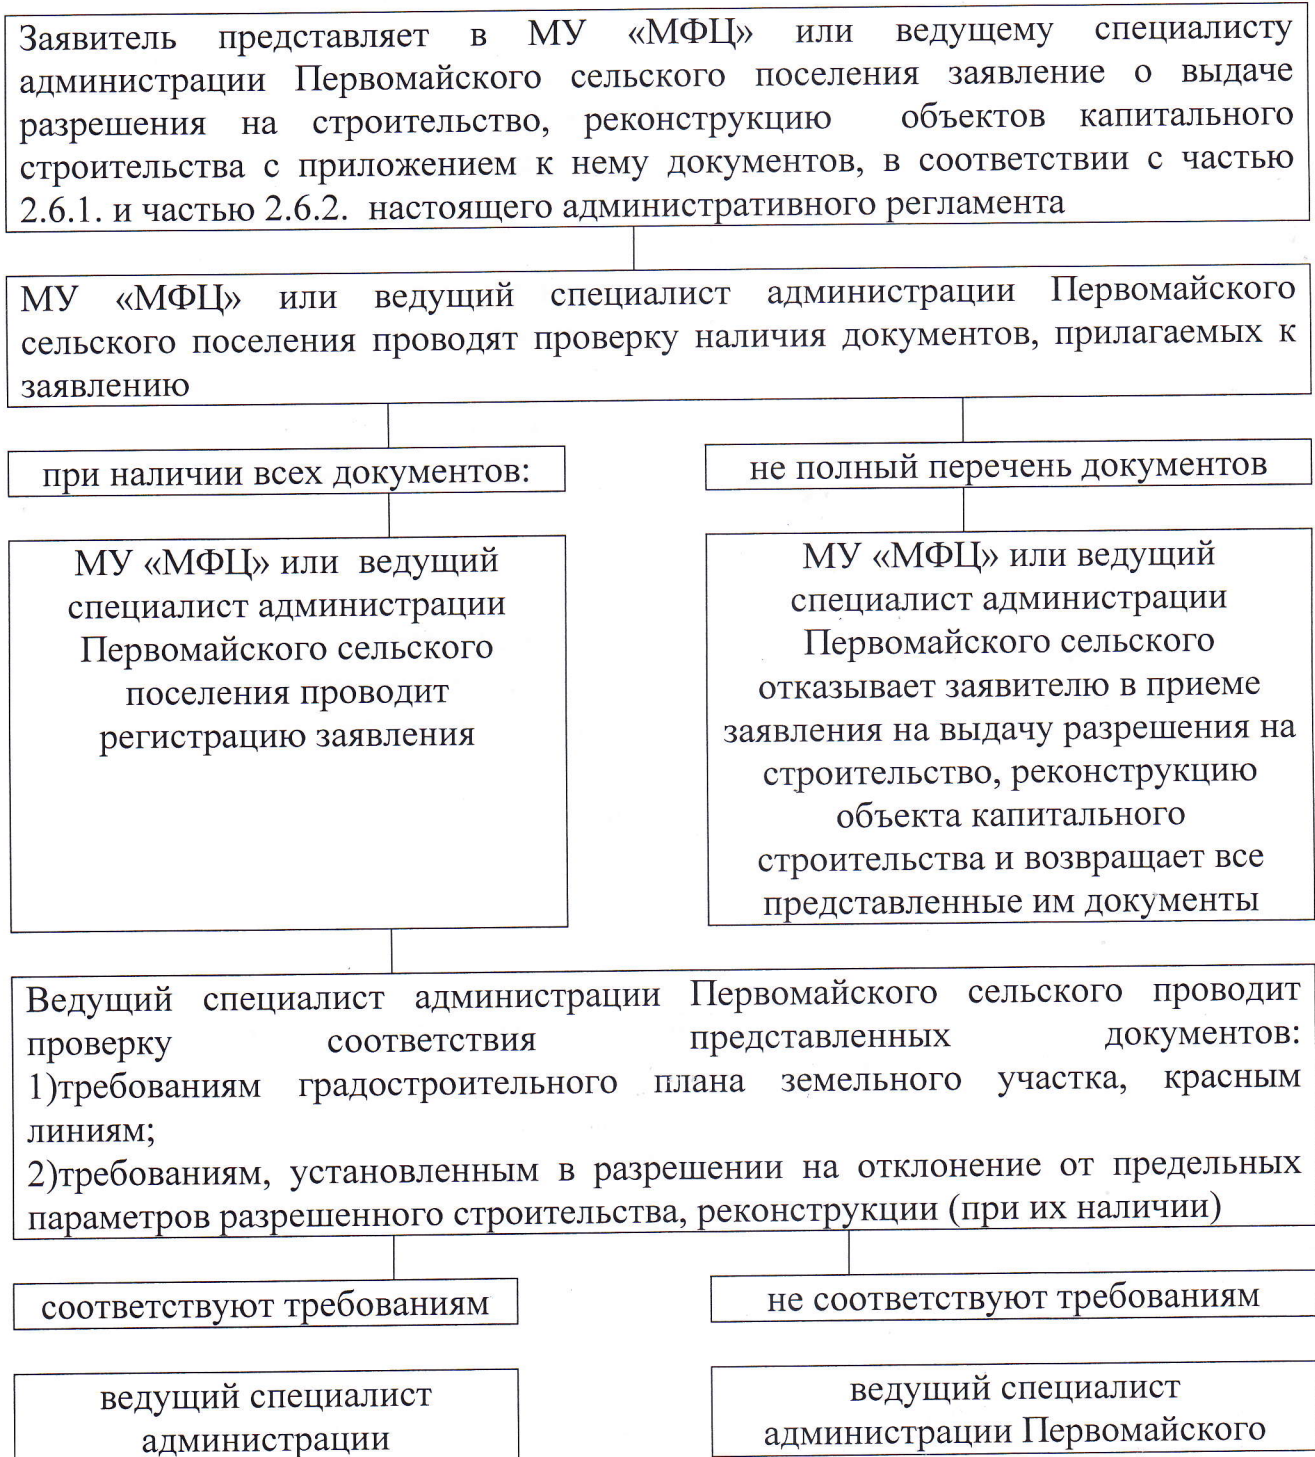 Заявитель представляет в МУ «МФЦ» или ведущему специалисту
администрации Первомайского сельского поселения заявление о выдаче
разрешения на строительство, реконструкцию объектов капитального
строительства с приложением к нему документов, в соответствии с частью
2.6.1. и частью 2.6.2. настоящего административного регламента
МУ «МФЦ» или ведущий специалист администрации Первомайского
сельского поселения проводят проверку наличия документов, прилагаемых к
заявлению
при наличии всех документов:
не полный перечень документов
МУ «МФЦ» или ведущий
специалист администрации
Первомайского сельского
поселения проводит
регистрацию заявления
МУ «МФЦ» или ведущий
специалист администрации
Первомайского сельского
отказывает заявителю в приеме
заявления на выдачу разрешения на
строительство, реконструкцию
объекта капитального
строительства и возвращает все
представленные им документы
Ведущий специалист администрации Первомайского сельского проводит
проверку соответствия представленных документов:
1)требованиям градостроительного плана земельного участка, красным
линиям;
2)требованиям, установленным в разрешении на отклонение от предельных
параметров разрешенного строительства, реконструкции (при их наличии)
соответствуют требованиям
не соответствуют требованиям
ведущий специалист
администрации
ведущий специалист
администрации Первомайского